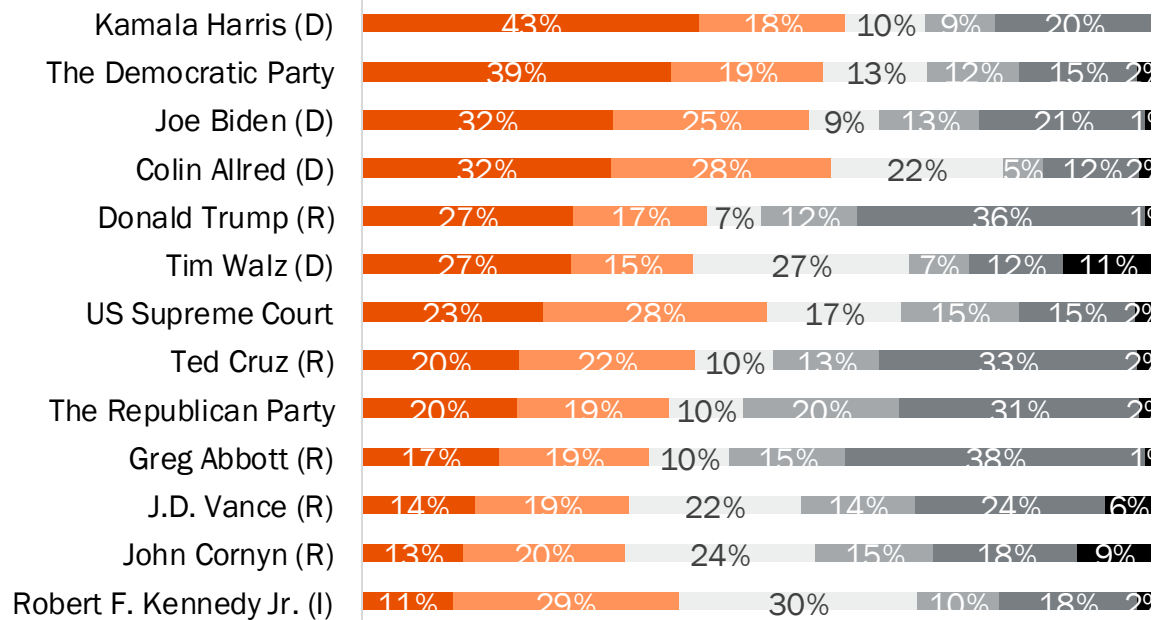 Kamala Harris (D) 43% 18% 10% 9% 20%
The Democratic Party 39% 19% 13% 12% 15% 2%
Joe Biden (D) 32% 25% 9% 13% 21% 1%
Colin Allred (D) 32% 28% 22% 5% 12% 2%
Donald Trump (R) 27% 17% 7% 12% 36% 1%
Tim Walz (D) 27% 15% 27% 7% 12% 11%
US Supreme Court 23% 28% 17% 15% 15% 2%
Ted Cruz (R) 20% 22% 10% 13% 33% 2%
The Republican Party 20% 19% 10% 20% 31% 2%
Greg Abbott (R) 17% 19% 10% 15% 38% 1%
J.D. Vance (R) 14% 19% 22% 14% 24% 6%
John Cornyn (R) 13% 20% 24% 15% 18% 9%
Robert F. Kennedy Jr. (I) 11% 29% 30% 10% 18% 2%